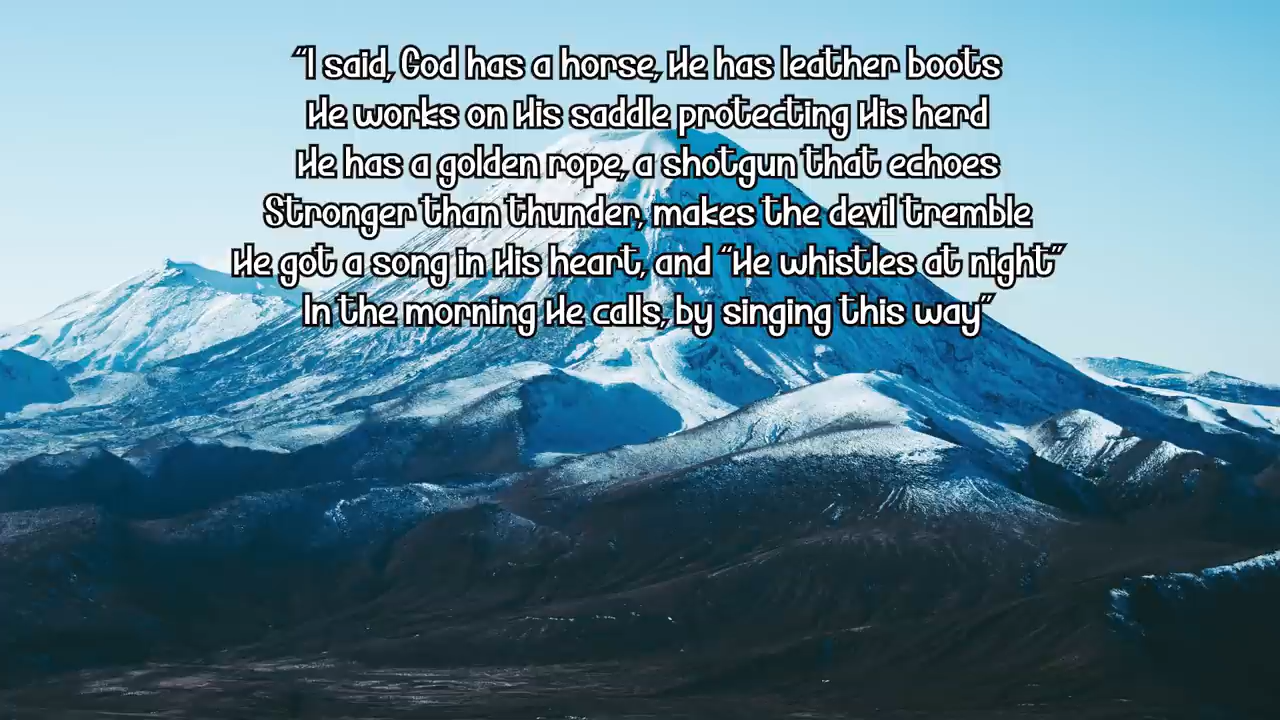 “I said, God has a horse, He has leather boots
He works on His saddle protecting His herd
He has a golden rope, a shotgun that echoes
Stronger than thunder, makes the devil tremble
He got a song in His heart, and “He whistles at night”
In the morning He calls, by singing this way”